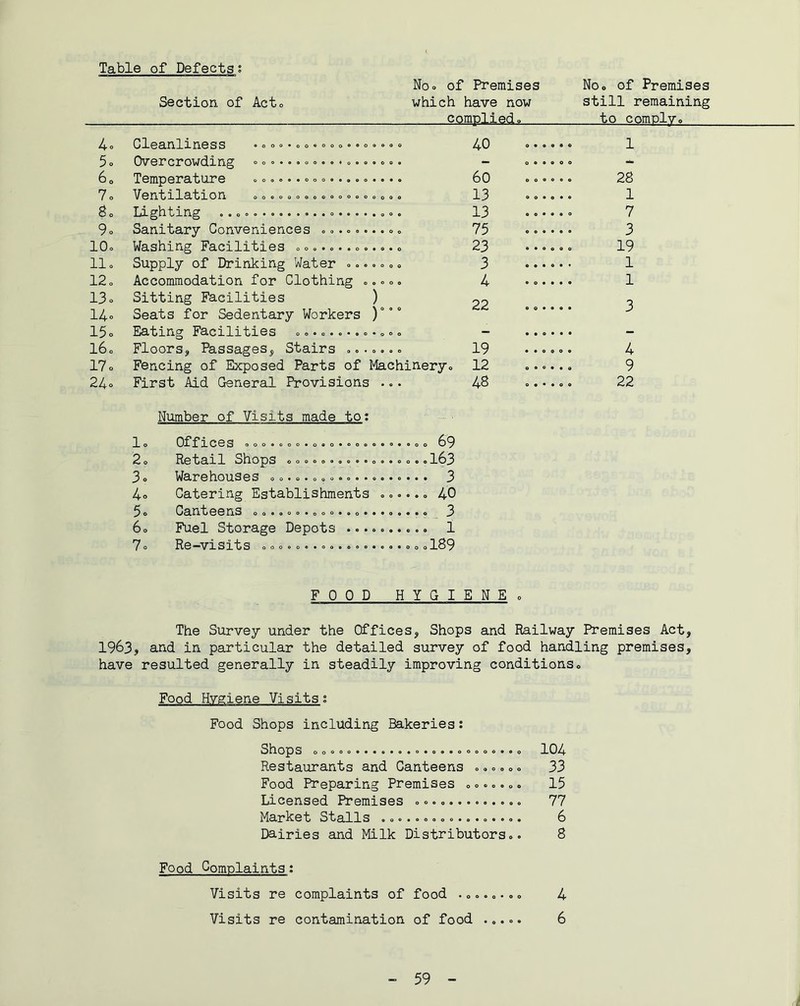 Table of Defects:
No. of Premises No. of Premises
Section of Act. which have now still remaining
complied. to comply.
4. Cleanliness .................. 40 ...... 1
5. Overcrowding .................. - ...... -
6. Temperature .................. 60 ...... 28
7. Ventilation .................. 13 ...... 1
8. Lighting ...................... 13 ...... 7
9. Sanitary Conveniences .......... 75 ...... 3
10. Washing Facilities ............. 23 ...... 19
11. Supply of Drinking Water ....... 3 ...... 1
12. Accommodation for Clothing ..... 4 ...... 1
13. Sitting Facilities )
14. Seats for Sedentary Workers )... 22 ...... 3
15. Eating Facilities ............. - ...... -
16. Floors, Passages, Stairs ....... 19 ...... 4
17. Fencing of Exposed Parts of Machinery. 12 ...... 9
24. First Aid General Provisions ... 48 ...... 22
Number of Visits made to:
1. Offices ...................... 69
2. Retail Shops .................163
3. Warehouses ................... 3
4. Catering Establishments ...... 40
5. Canteens ..................... 3
6. Fuel Storage Depots .......... 1
7. Re-visits ....................189
FOOD HYGIENE.
The Survey under the Offices, Shops and Railway Premises Act,
1963, and in particular the detailed survey of food handling premises,
have resulted generally in steadily improving conditions.
Food Hygiene Visits:
Food Shops including Bakeries:
Shops ......................... 104
Restaurants and Canteens ...... 33
Food Preparing Premises ....... 15
Licensed Premises ............. 77
Market Stalls ................. 6
Dairies and Milk Distributors.. 8
Food Complaints:
Visits re complaints of food ........ 4
Visits re contamination of food ..... 6
- 59 -